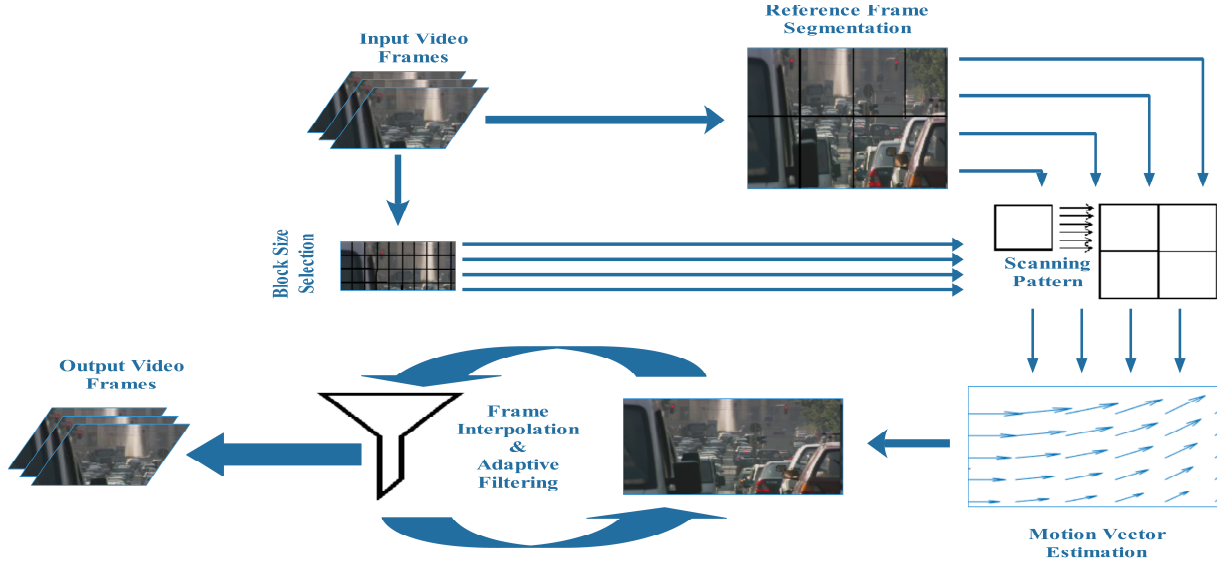 Reference Frame
Segmentation
Input Video
Frames
Block Size
Selection
Scanning
Pattern
Output Video
Frames
Frame
Interpolation
&
Adaptive
Filtering
Motion Vector
Estimation